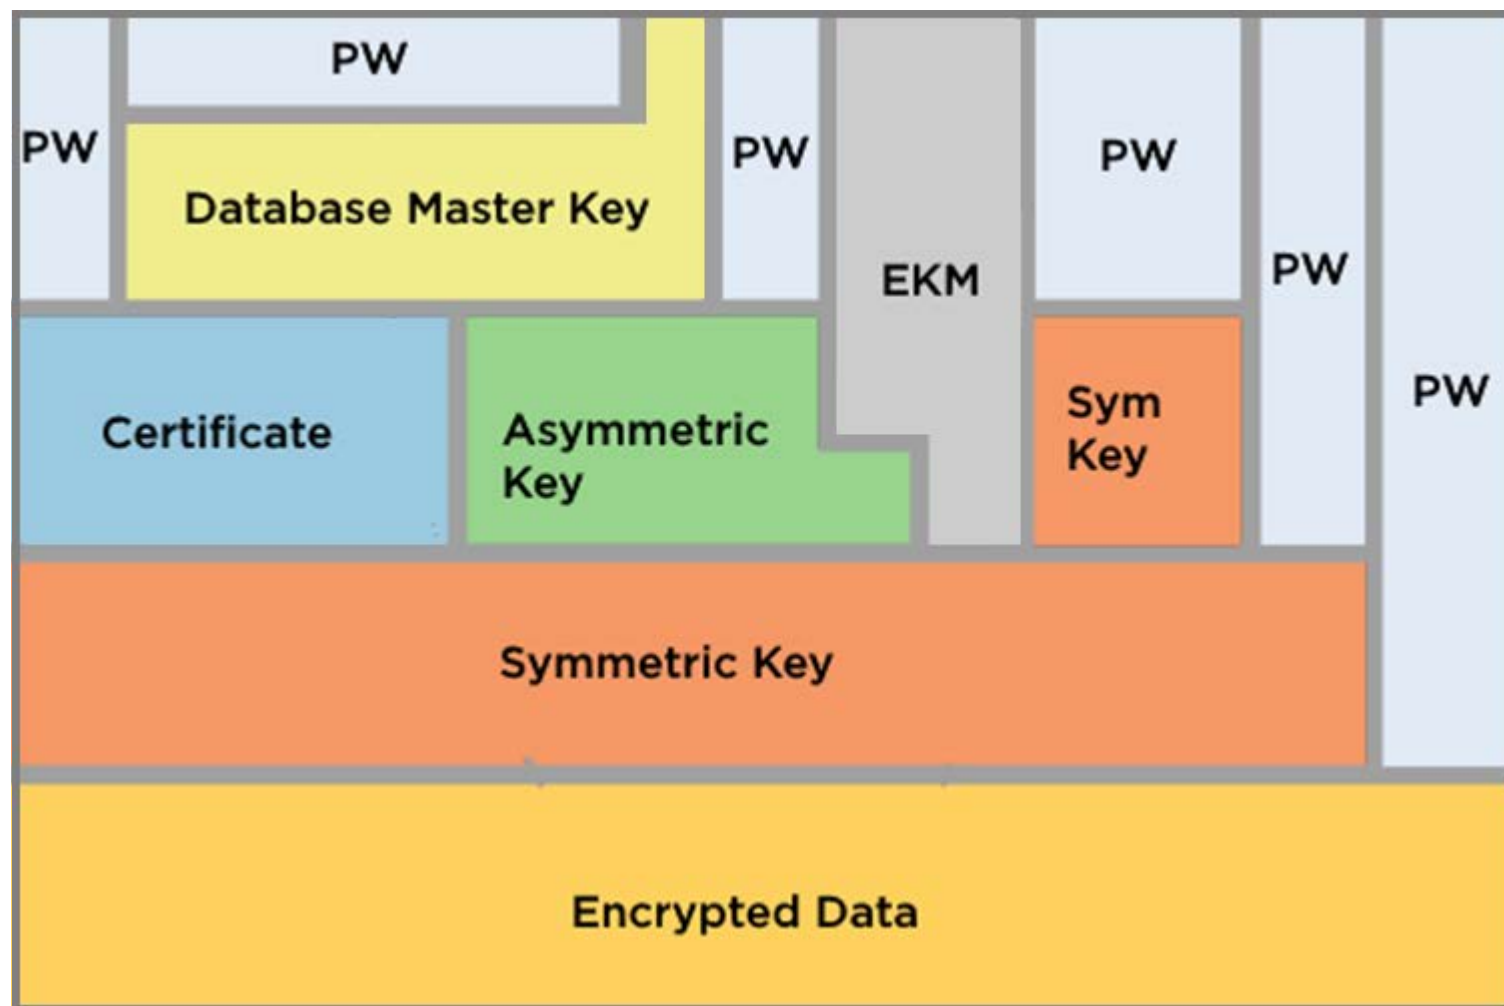 PW
PW
Database Master Key
PW
EKM
PW
PW
PW
Certificate
Asymmetric
Key
Sym
Key
Symmetric Key
Encrypted Data